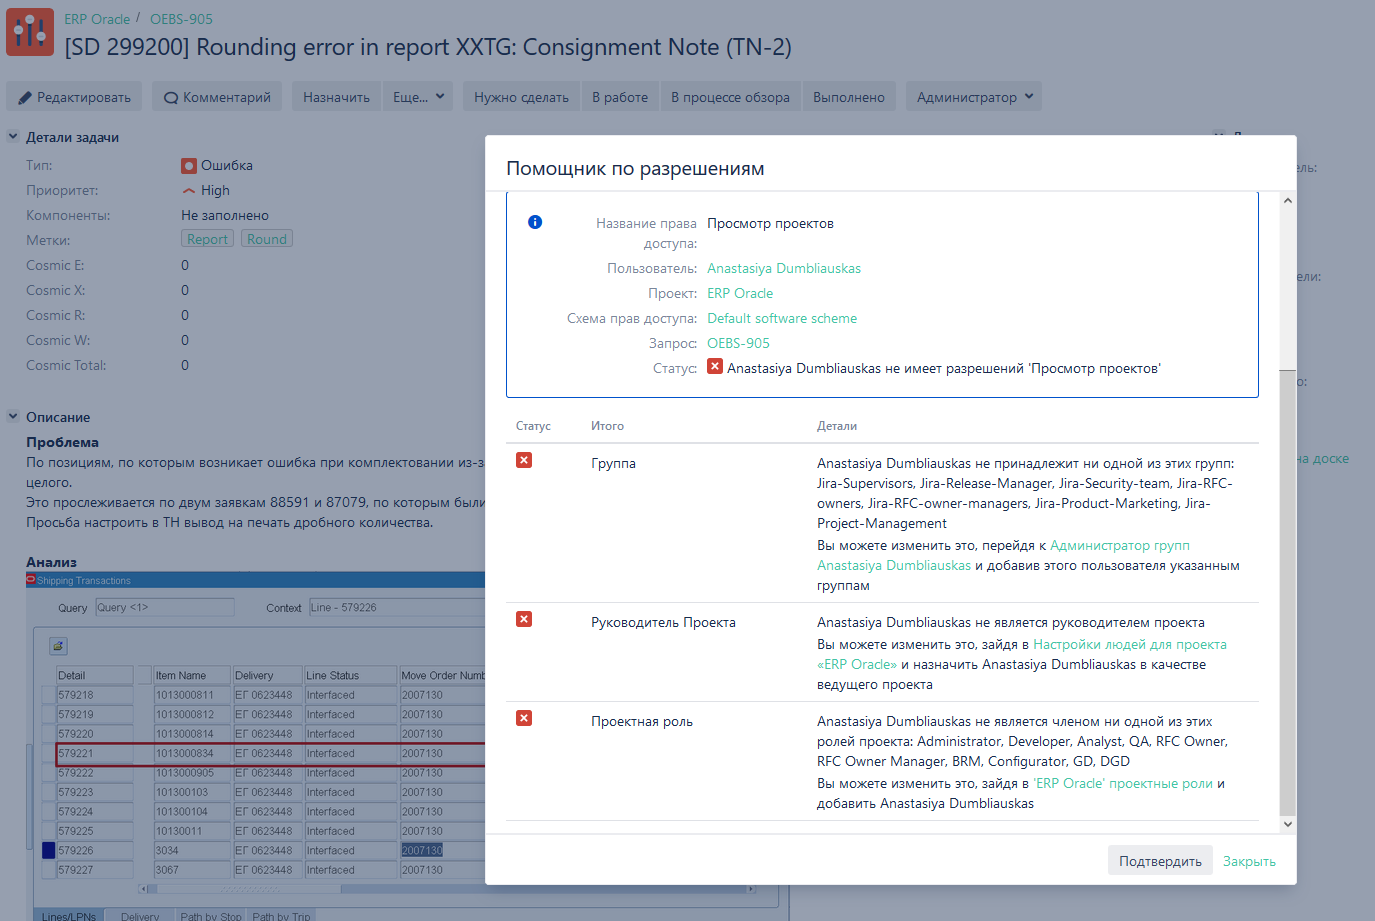 ERP Oracle / OEBS-905
[SD 299200] Rounding error in report XXTG: Consignment Note (TN-2)
Редактировать Комментарий Назначить Еще... Нужно сделать В работе В процессе обзора Выполнено Администратор
Детали задачи
Тип: Ошибка
Приоритет: High
Компоненты: Не заполнено
Метки: Report Round
Cosmic E: 0
Cosmic X: 0
Cosmic R: 0
Cosmic W: 0
Cosmic Total: 0
Описание
Проблема
По позициям, по которым возникает ошибка при комплектовании из-з
целого.
Это прослеживается по двум заявкам 88591 и 87079, по которым были
Просьба настроить в ТН вывод на печать дробного количества.
Анализ
Shipping Transactions
Query Query <1> Context Line - 579226
Detail Item Name Delivery Line Status Move Order Numb
579218 1013000811 ЕГ 0623448 Interfaced 2007130
579219 1013000812 ЕГ 0623448 Interfaced 2007130
579220 1013000814 ЕГ 0623448 Interfaced 2007130
579221 1013000834 ЕГ 0623448 Interfaced 2007130
579222 1013000905 ЕГ 0623448 Interfaced 2007130
579223 101300103 ЕГ 0623448 Interfaced 2007130
579224 101300104 ЕГ 0623448 Interfaced 2007130
579225 10130011 ЕГ 0623448 Interfaced 2007130
579226 3034 ЕГ 0623448 Interfaced 2007130
579227 3067 ЕГ 0623448 Interfaced 2007130
Lines/LPNs Delivery Path by Stop Path by Trip
Помощник по разрешениям
Название права доступа: Просмотр проектов
Пользователь: Anastasiya Dumbliauskas
Проект: ERP Oracle
Схема прав доступа: Default software scheme
Запрос: OEBS-905
Статус: Anastasiya Dumbliauskas не имеет разрешений 'Просмотр проектов'
Статус Итого Детали
Группа
Anastasiya Dumbliauskas не принадлежит ни одной из этих групп:
Jira-Supervisors, Jira-Release-Manager, Jira-Security-team, Jira-RFC-
owners, Jira-RFC-owner-managers, Jira-Product-Marketing, Jira-
Project-Management
Вы можете изменить это, перейдя к Администратор групп
Anastasiya Dumbliauskas и добавив этого пользователя указанным
группам
Руководитель Проекта
Anastasiya Dumbliauskas не является руководителем проекта
Вы можете изменить это, зайдя в Настройки людей для проекта
«ERP Oracle» и назначить Anastasiya Dumbliauskas в качестве
ведущего проекта
Проектная роль
Anastasiya Dumbliauskas не является членом ни одной из этих
ролей проекта: Administrator, Developer, Analyst, QA, RFC Owner,
RFC Owner Manager, BRM, Configurator, GD, DGD
Вы можете изменить это, зайдя в 'ERP Oracle' проектные роли и
добавить Anastasiya Dumbliauskas
Подтвердить Закрыть
ель:
ели:
о:
на доске